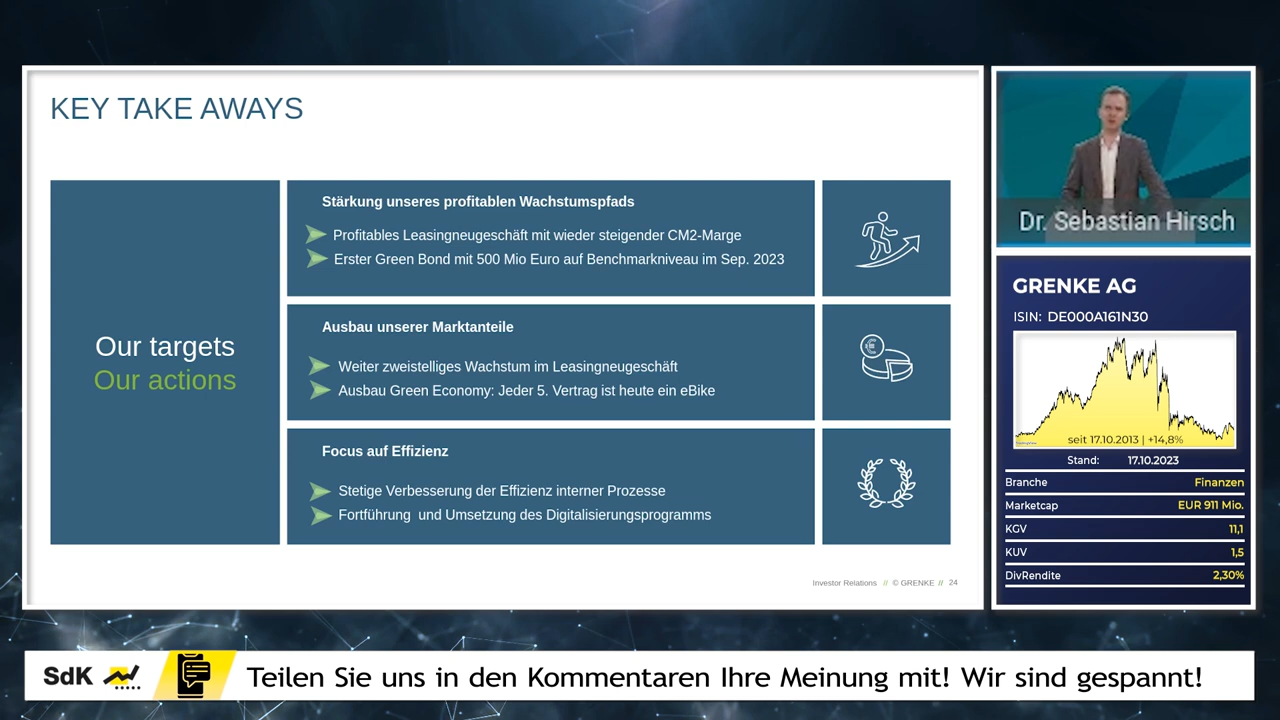 KEY TAKE AWAYS
Our targets
Our actions
Stärkung unseres profitablen Wachstumspfads
Profitables Leasingneugeschäft mit wieder steigender CM2-Marge
Erster Green Bond mit 500 Mio Euro auf Benchmarkniveau im Sep. 2023
Ausbau unserer Marktanteile
Weiter zweistelliges Wachstum im Leasingneugeschäft
Ausbau Green Economy: Jeder 5. Vertrag ist heute ein eBike
Focus auf Effizienz
Stetige Verbesserung der Effizienz interner Prozesse
Fortführung und Umsetzung des Digitalisierungsprogramms
Investor Relations // © GRENKE // 24
Dr. Sebastian Hirsch
GRENKE AG
ISIN: DE000A161N30
seit 17.10.2013 | +14,8%
Stand: 17.10.2023
Branche Finanzen
Marketcap EUR 911 Mio.
KGV 11,1
KUV 1,5
DivRendite 2,30%
SdK Teilen Sie uns in den Kommentaren Ihre Meinung mit! Wir sind gespannt!